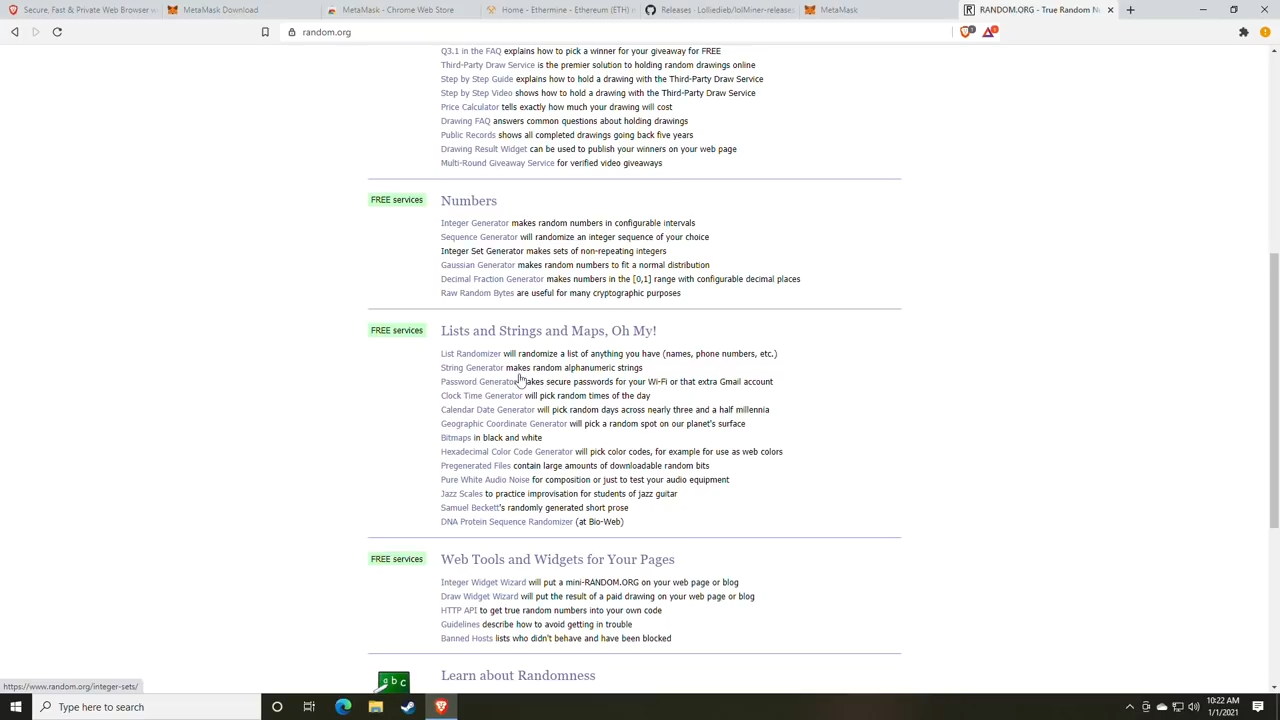 Secure, Fast & Private Web Browser w
MetaMask Download
MetaMask - Chrome Web Store
Home - Ethermine - Ethereum (ETH) m
Releases · Lolliedieb/lolMiner-releases
MetaMask
RANDOM.ORG - True Random Nu
random.org
Q3.1 in the FAQ explains how to pick a winner for your giveaway for FREE
Third-Party Draw Service is the premier solution to holding random drawings online
Step by Step Guide explains how to hold a drawing with the Third-Party Draw Service
Step by Step Video shows how to hold a drawing with the Third-Party Draw Service
Price Calculator tells exactly how much your drawing will cost
Drawing FAQ answers common questions about holding drawings
Public Records shows all completed drawings going back five years
Drawing Result Widget can be used to publish your winners on your web page
Multi-Round Giveaway Service for verified video giveaways
FREE services
Numbers
Integer Generator makes random numbers in configurable intervals
Sequence Generator will randomize an integer sequence of your choice
Integer Set Generator makes sets of non-repeating integers
Gaussian Generator makes random numbers to fit a normal distribution
Decimal Fraction Generator makes numbers in the [0,1] range with configurable decimal places
Raw Random Bytes are useful for many cryptographic purposes
FREE services
Lists and Strings and Maps, Oh My!
List Randomizer will randomize a list of anything you have (names, phone numbers, etc.)
String Generator makes random alphanumeric strings
Password Generator makes secure passwords for your Wi-Fi or that extra Gmail account
Clock Time Generator will pick random times of the day
Calendar Date Generator will pick random days across nearly three and a half millennia
Geographic Coordinate Generator will pick a random spot on our planet's surface
Bitmaps in black and white
Hexadecimal Color Code Generator will pick color codes, for example for use as web colors
Pregenerated Files contain large amounts of downloadable random bits
Pure White Audio Noise for composition or just to test your audio equipment
Jazz Scales to practice improvisation for students of jazz guitar
Samuel Beckett's randomly generated short prose
DNA Protein Sequence Randomizer (at Bio-Web)
FREE services
Web Tools and Widgets for Your Pages
Integer Widget Wizard will put a mini-RANDOM.ORG on your web page or blog
Draw Widget Wizard will put the result of a paid drawing on your web page or blog
HTTP API to get true random numbers into your own code
Guidelines describe how to avoid getting in trouble
Banned Hosts lists who didn't behave and have been blocked
a b c
Learn about Randomness
https://www.random.org/integer-sets/
Type here to search
10:22 AM
1/1/2021